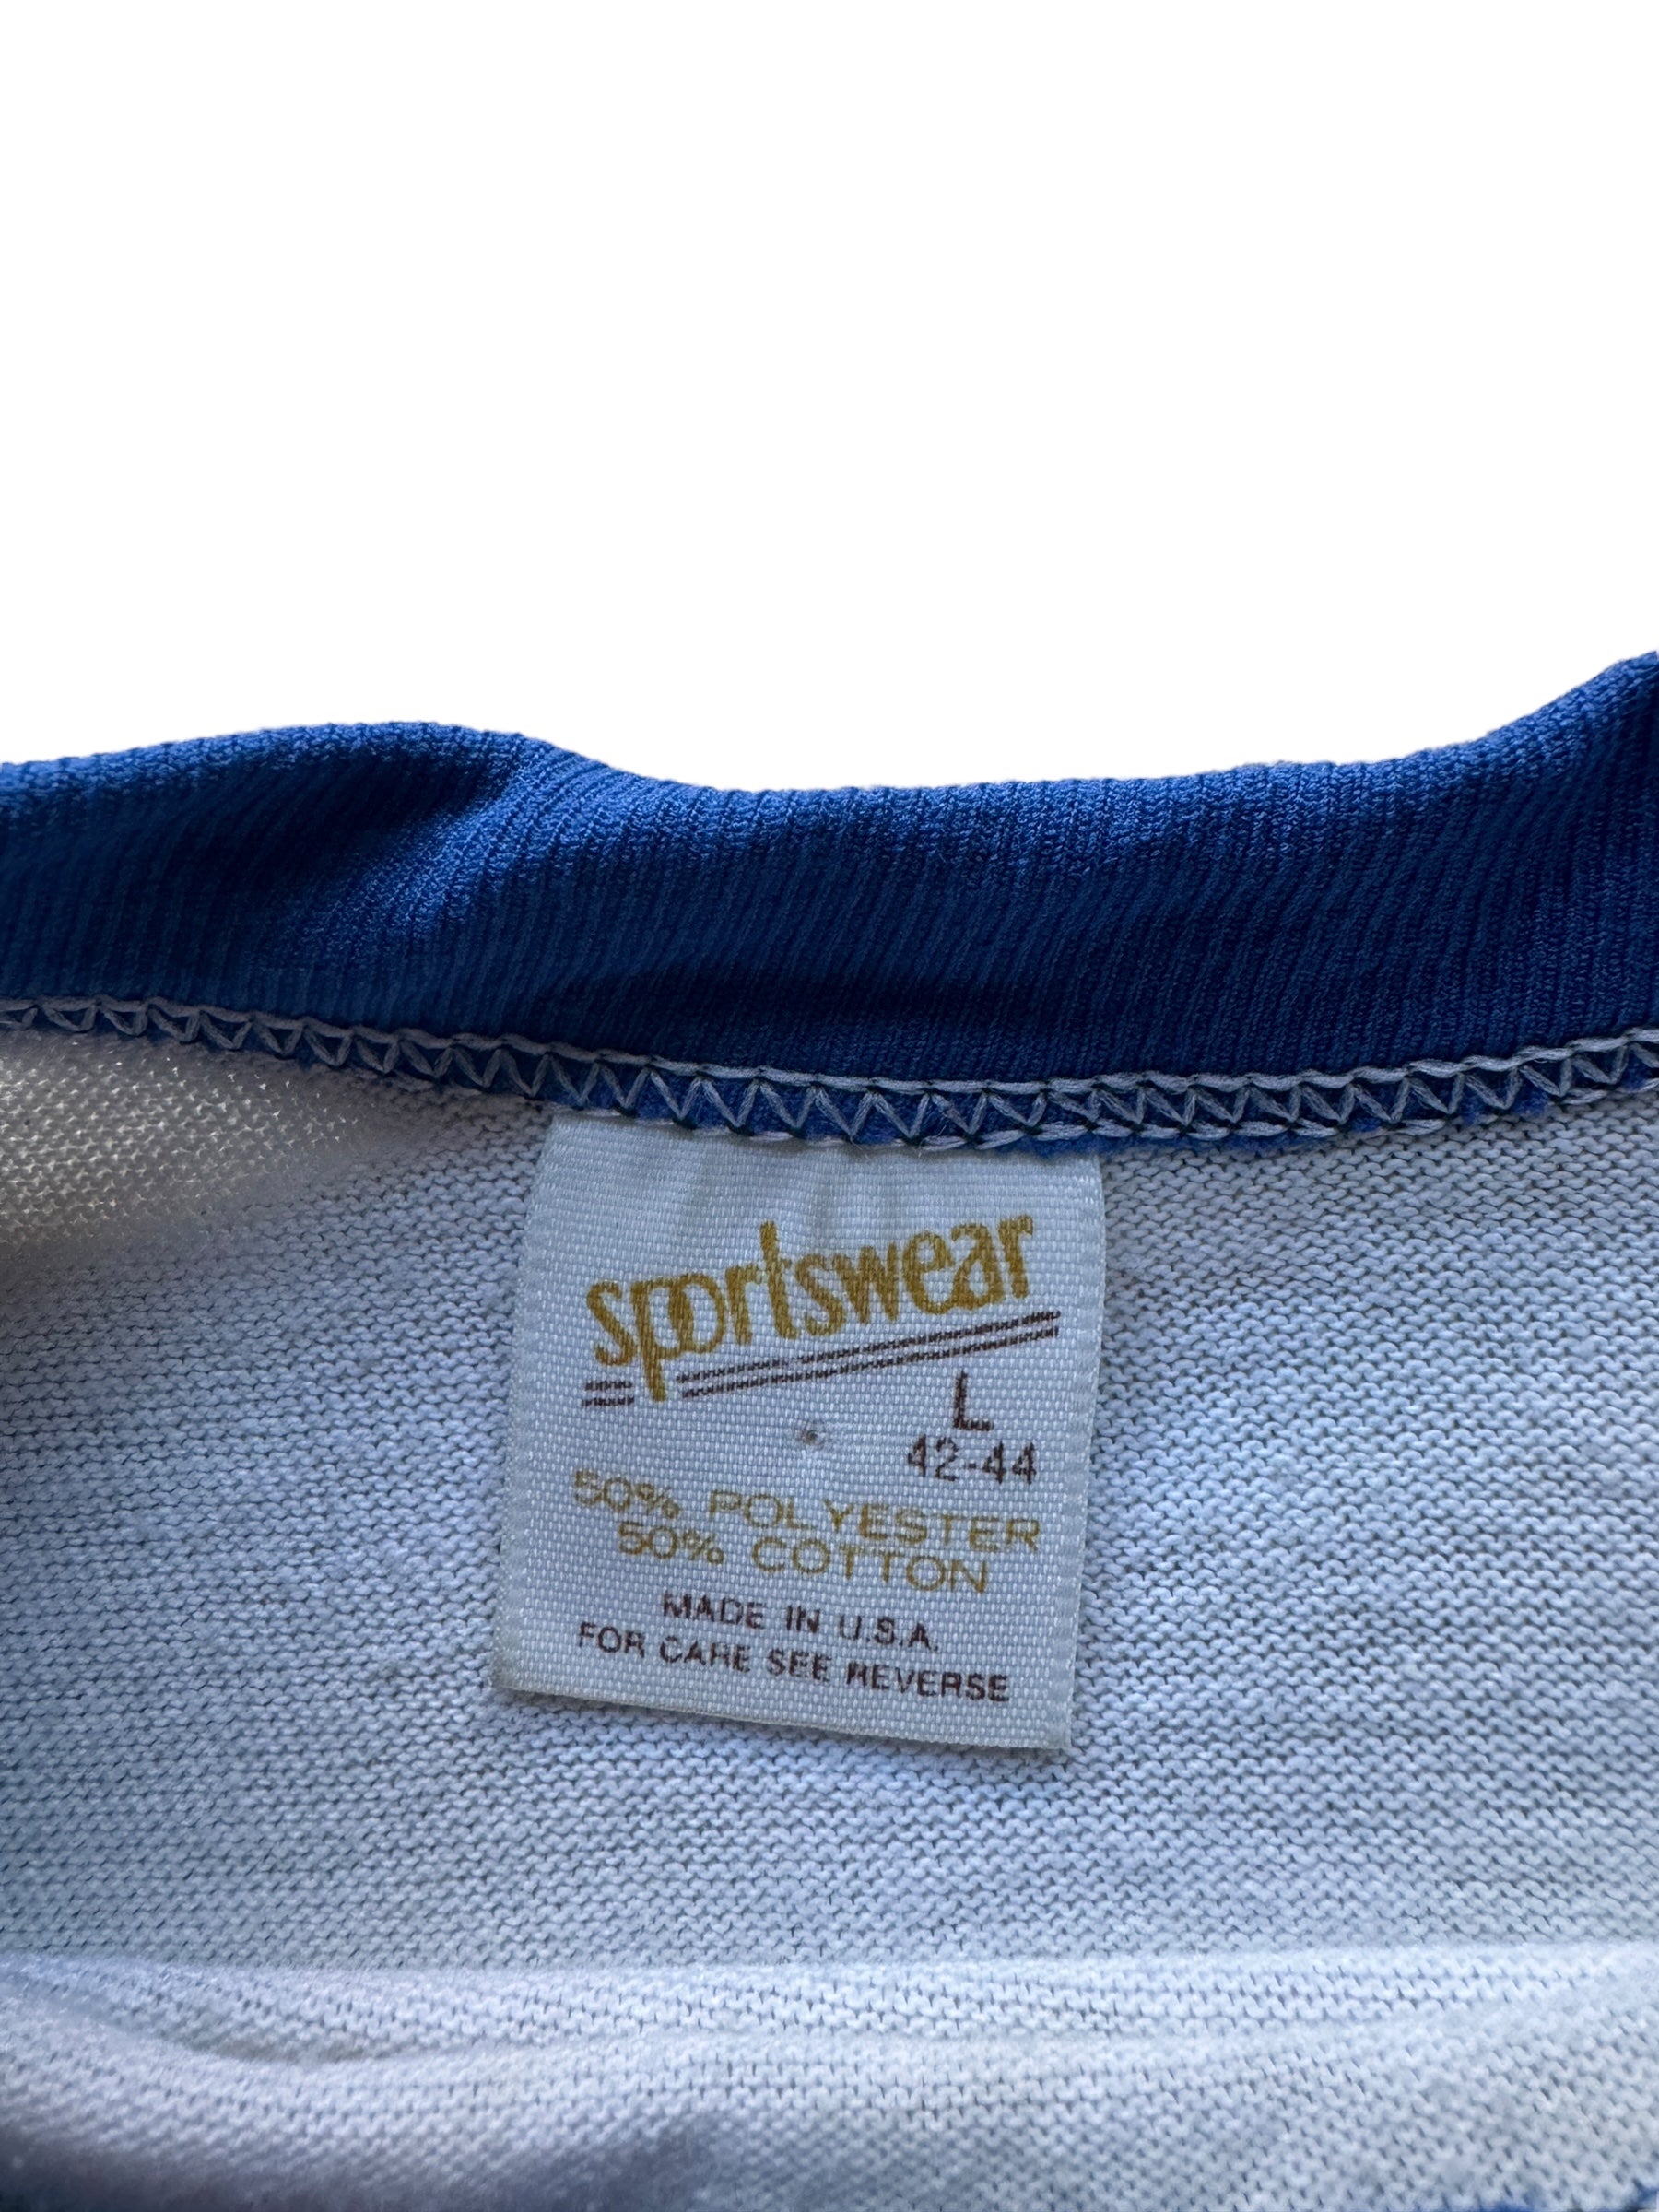 sportswear
L
42-44
50% POLYESTER
50% COTTON
MADE IN U.S.A.
FOR CARE SEE REVERSE